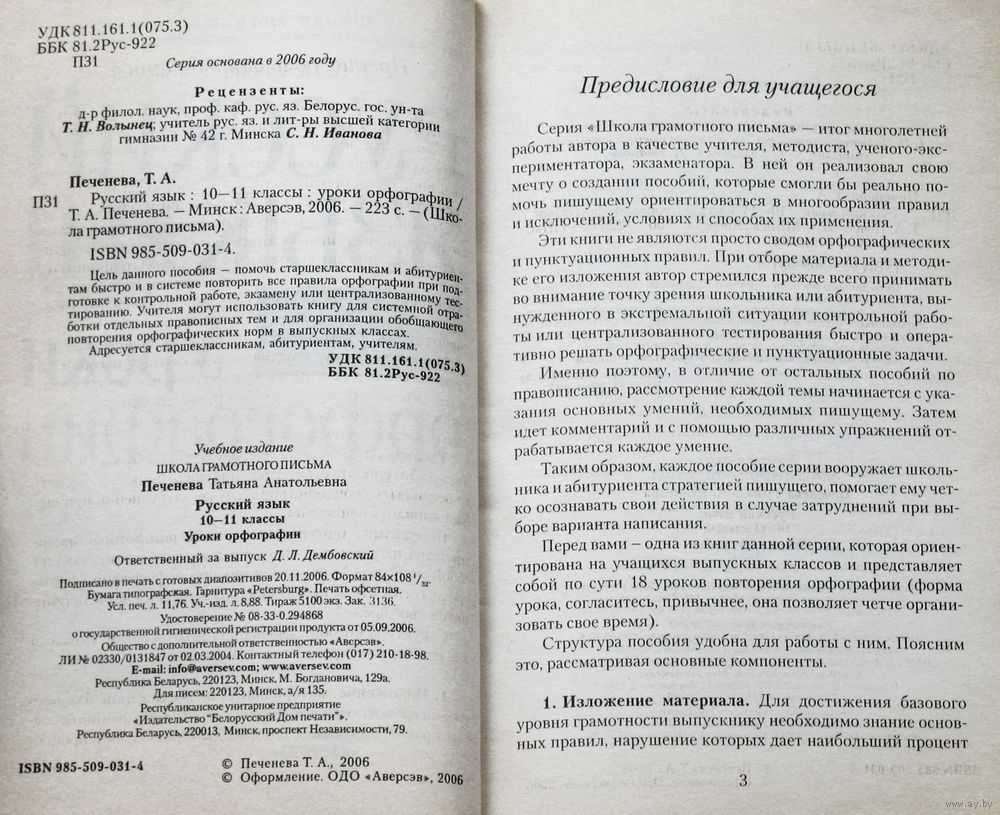 УДК 811.161.1(075.3)
ББК 81.2Рус-922
П31
Серия основана в 2006 году
Рецензенты:
д-р филол. наук, проф. каф. рус. яз. Белорус. гос. ун-та
Т. Н. Волынец; учитель рус. яз. и лит-ры высшей категории
гимназии № 42 г. Минска С. Н. Иванова
Печенева, Т. А.
П31 Русский язык : 10—11 классы : уроки орфографии /
Т. А. Печенева. — Минск : Аверсэв, 2006. — 223 с. — (Шко-
ла грамотного письма).
ISBN 985-509-031-4.
Цель данного пособия — помочь старшеклассникам и абитуриен-
там быстро и в системе повторить все правила орфографии при под-
готовке к контрольной работе, экзамену или централизованному тес-
тированию. Учителя могут использовать книгу для системной отра-
ботки отдельных правописных тем и для организации обобщающего
повторения орфографических норм в выпускных классах.
Адресуется старшеклассникам, абитуриентам, учителям.
УДК 811.161.1(075.3)
ББК 81.2Рус-922
Учебное издание
ШКОЛА ГРАМОТНОГО ПИСЬМА
Печенева Татьяна Анатольевна
Русский язык
10—11 классы
Уроки орфографии
Ответственный за выпуск Д. Л. Дембовский
Подписано в печать с готовых диапозитивов 20.11.2006. Формат 84×108 1/32.
Бумага типографская. Гарнитура «Petersburg». Печать офсетная.
Усл. печ. л. 11,76. Уч.-изд. л. 8,88. Тираж 5100 экз. Зак. 3136.
Удостоверение № 08-33-0.294868
о государственной гигиенической регистрации продукта от 05.09.2006.
Общество с дополнительной ответственностью «Аверсэв».
ЛИ № 02330/0131847 от 02.03.2004. Контактный телефон (017) 210-18-98.
E-mail: info@aversev.com; www.aversev.com
Республика Беларусь, 220123, Минск, М. Богдановича, 129а.
Для писем: 220123, Минск, а/я 135.
Республиканское унитарное предприятие
«Издательство "Белорусский Дом печати"».
Республика Беларусь, 220013, Минск, проспект Независимости, 79.
ISBN 985-509-031-4
© Печенева Т. А., 2006
© Оформление. ОДО «Аверсэв», 2006
Предисловие для учащегося
Серия «Школа грамотного письма» — итог многолетней
работы автора в качестве учителя, методиста, ученого-экс-
периментатора, экзаменатора. В ней он реализовал свою
мечту о создании пособий, которые смогли бы реально по-
мочь пишущему ориентироваться в многообразии правил
и исключений, условиях и способах их применения.
Эти книги не являются просто сводом орфографических
и пунктуационных правил. При отборе материала и методи-
ке его изложения автор стремился прежде всего принимать
во внимание точку зрения школьника или абитуриента, вы-
нужденного в экстремальной ситуации контрольной рабо-
ты или централизованного тестирования быстро и опера-
тивно решать орфографические и пунктуационные задачи.
Именно поэтому, в отличие от остальных пособий по
правописанию, рассмотрение каждой темы начинается с ука-
зания основных умений, необходимых пишущему. Затем
идет комментарий и с помощью различных упражнений от-
рабатывается каждое умение.
Таким образом, каждое пособие серии вооружает школь-
ника и абитуриента стратегией пишущего, помогает ему чет-
ко осознавать свои действия в случае затруднений при вы-
боре варианта написания.
Перед вами — одна из книг данной серии, которая ориен-
тирована на учащихся выпускных классов и представляет
собой по сути 18 уроков повторения орфографии (форма
урока, согласитесь, привычнее, она позволяет четче органи-
зовать свое время).
Структура пособия удобна для работы с ним. Поясним
это, рассматривая основные компоненты.
1. Изложение материала. Для достижения базового
уровня грамотности выпускнику необходимо знание основ-
ных правил, нарушение которых дает наибольший процент
3
www.ay.by